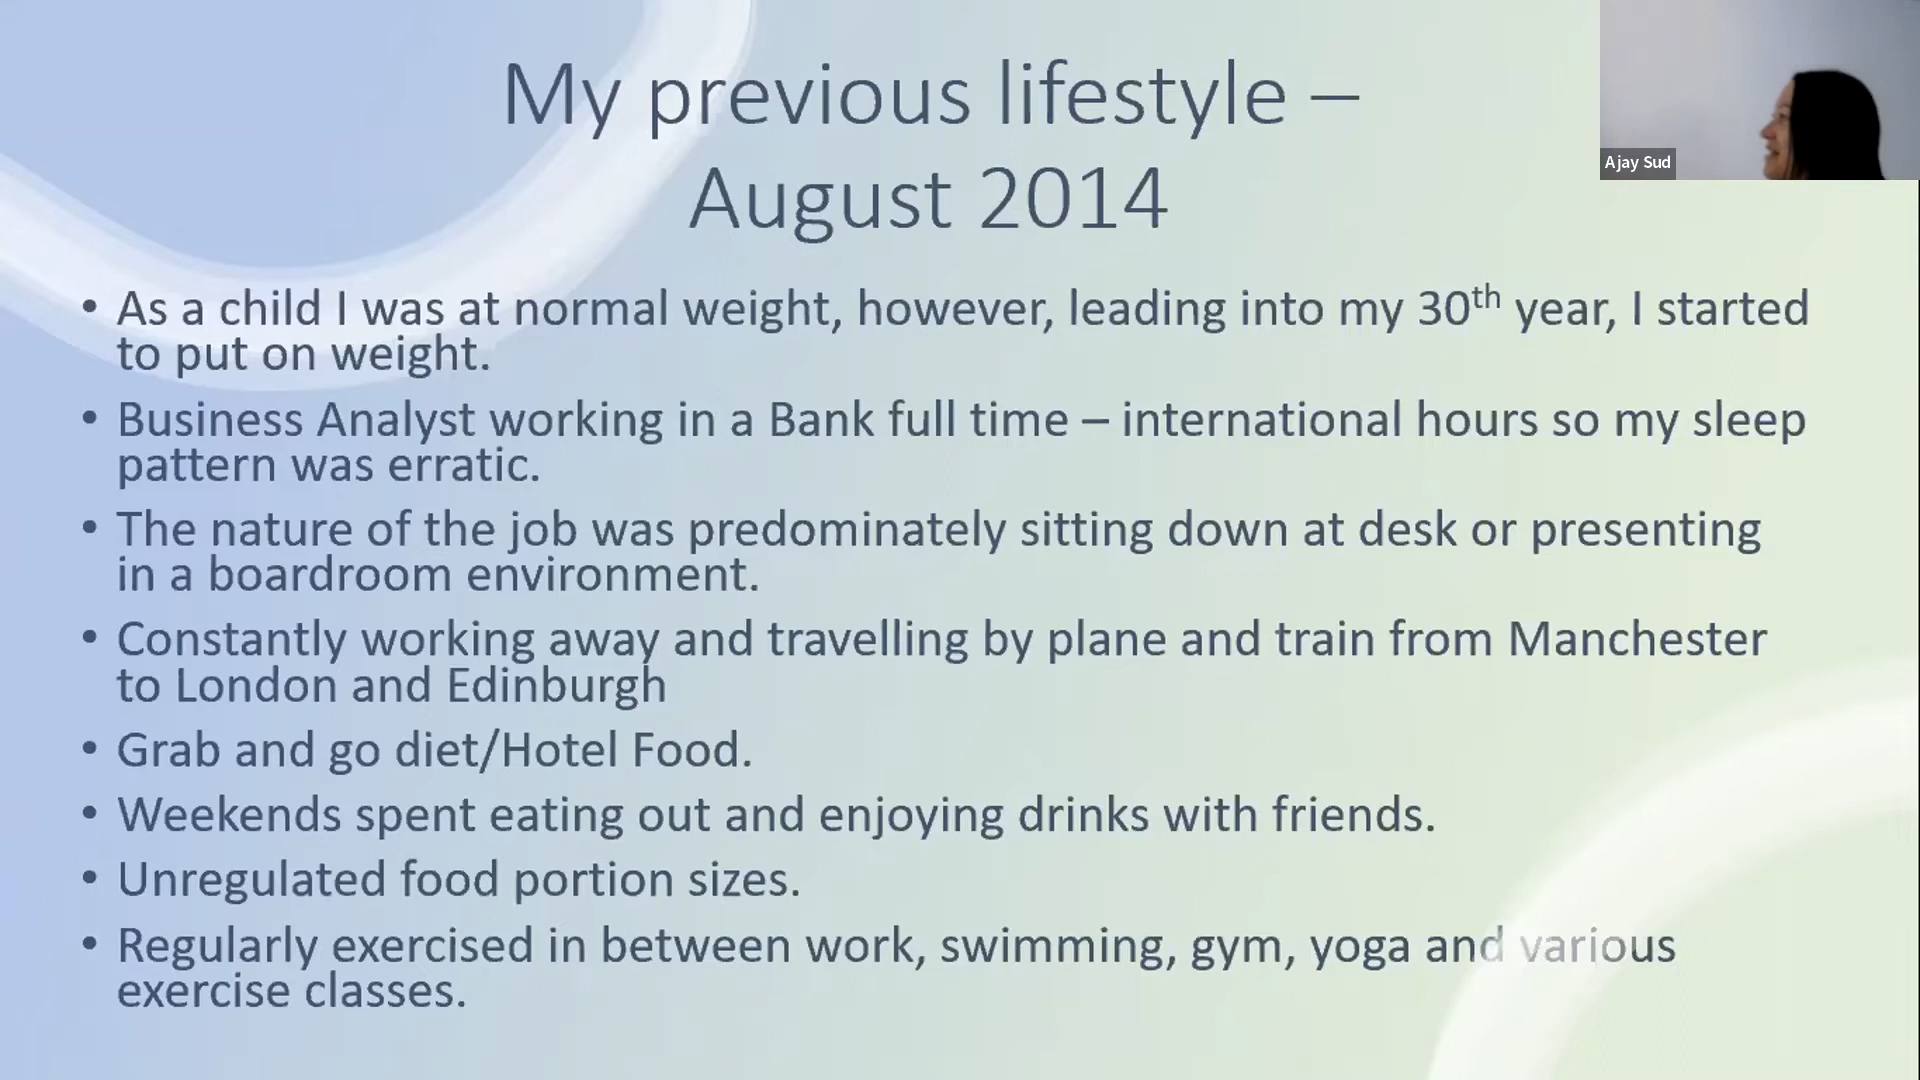 My previous lifestyle –
August 2014
Ajay Sud
• As a child I was at normal weight, however, leading into my 30th year, I started
to put on weight.
• Business Analyst working in a Bank full time – international hours so my sleep
pattern was erratic.
• The nature of the job was predominately sitting down at desk or presenting
in a boardroom environment.
• Constantly working away and travelling by plane and train from Manchester
to London and Edinburgh
• Grab and go diet/Hotel Food.
• Weekends spent eating out and enjoying drinks with friends.
• Unregulated food portion sizes.
• Regularly exercised in between work, swimming, gym, yoga and various
exercise classes.